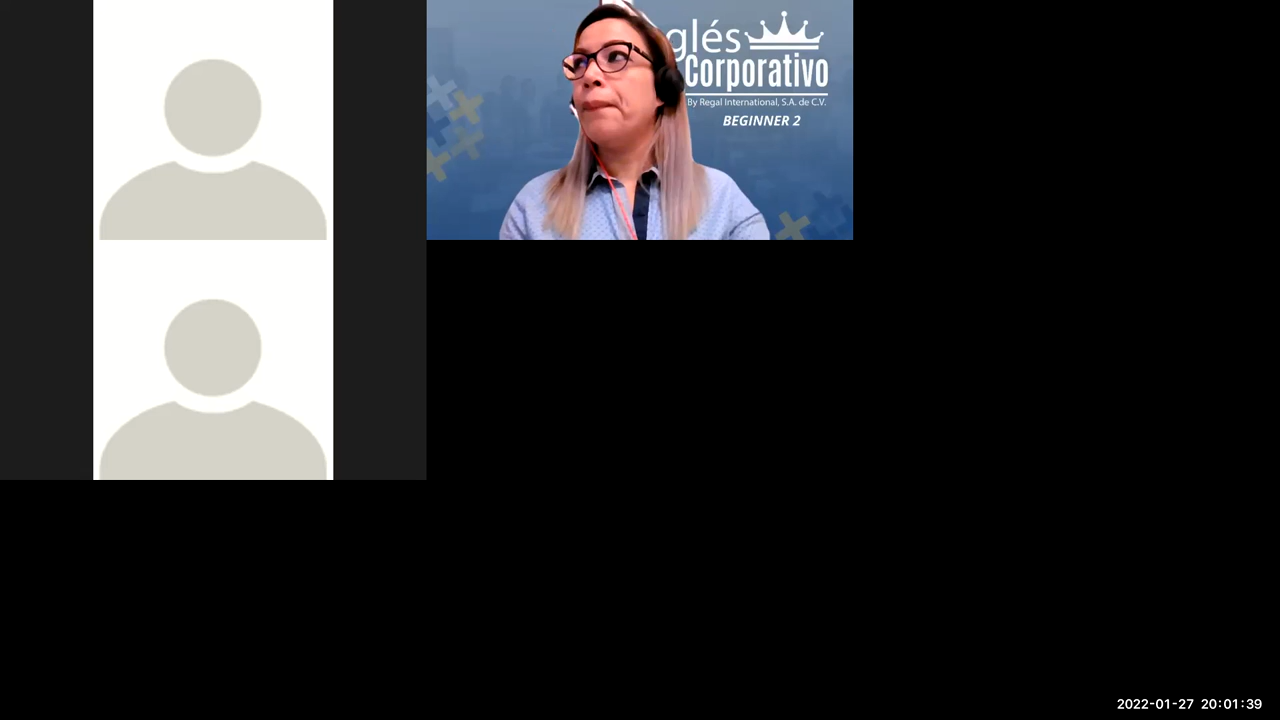 glés
Corporativo
By Regal International, S.A. de C.V.
BEGINNER 2
2022-01-27 20:01:39